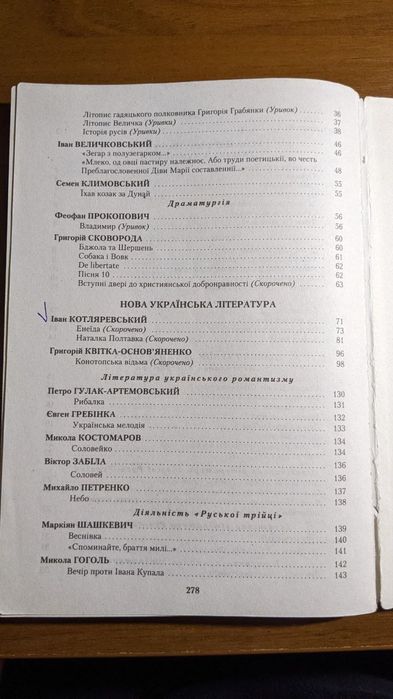 Літопис гадяцького полковника Григорія Грабянки (Уривок) 36
Літопис Величка (Уривки) 37
Історія русів (Уривки) 38
Іван ВЕЛИЧКОВСЬКИЙ 46
«Зегар з полузегарком...» 46
«Млеко, од овці пастиру належноє. Або труди поетицькії, во честь
Преблагословенної Діви Марії составленнії...» 48
Семен КЛИМОВСЬКИЙ 55
Їхав козак за Дунай 55
Драматургія
Феофан ПРОКОПОВИЧ 56
Владимир (Уривок) 56
Григорій СКОВОРОДА 60
Бджола та Шершень 60
Собака і Вовк 61
De libertate 62
Пісня 10 62
Вступні двері до християнської добронравності (Скорочено) 63
НОВА УКРАЇНСЬКА ЛІТЕРАТУРА
Іван КОТЛЯРЕВСЬКИЙ 71
Енеїда (Скорочено) 73
Наталка Полтавка (Скорочено) 81
Григорій КВІТКА-ОСНОВ'ЯНЕНКО 96
Конотопська відьма (Скорочено) 98
Література українського романтизму
Петро ГУЛАК-АРТЕМОВСЬКИЙ 130
Рибалка 131
Євген ГРЕБІНКА 132
Українська мелодія 133
Микола КОСТОМАРОВ 134
Соловейко 134
Віктор ЗАБІЛА 136
Соловей 136
Михайло ПЕТРЕНКО 137
Небо 138
Діяльність «Руської трійці»
Маркіян ШАШКЕВИЧ 139
Веснівка 140
«Споминайте, браття милі...» 141
Микола ГОГОЛЬ 142
Вечір проти Івана Купала 143
278